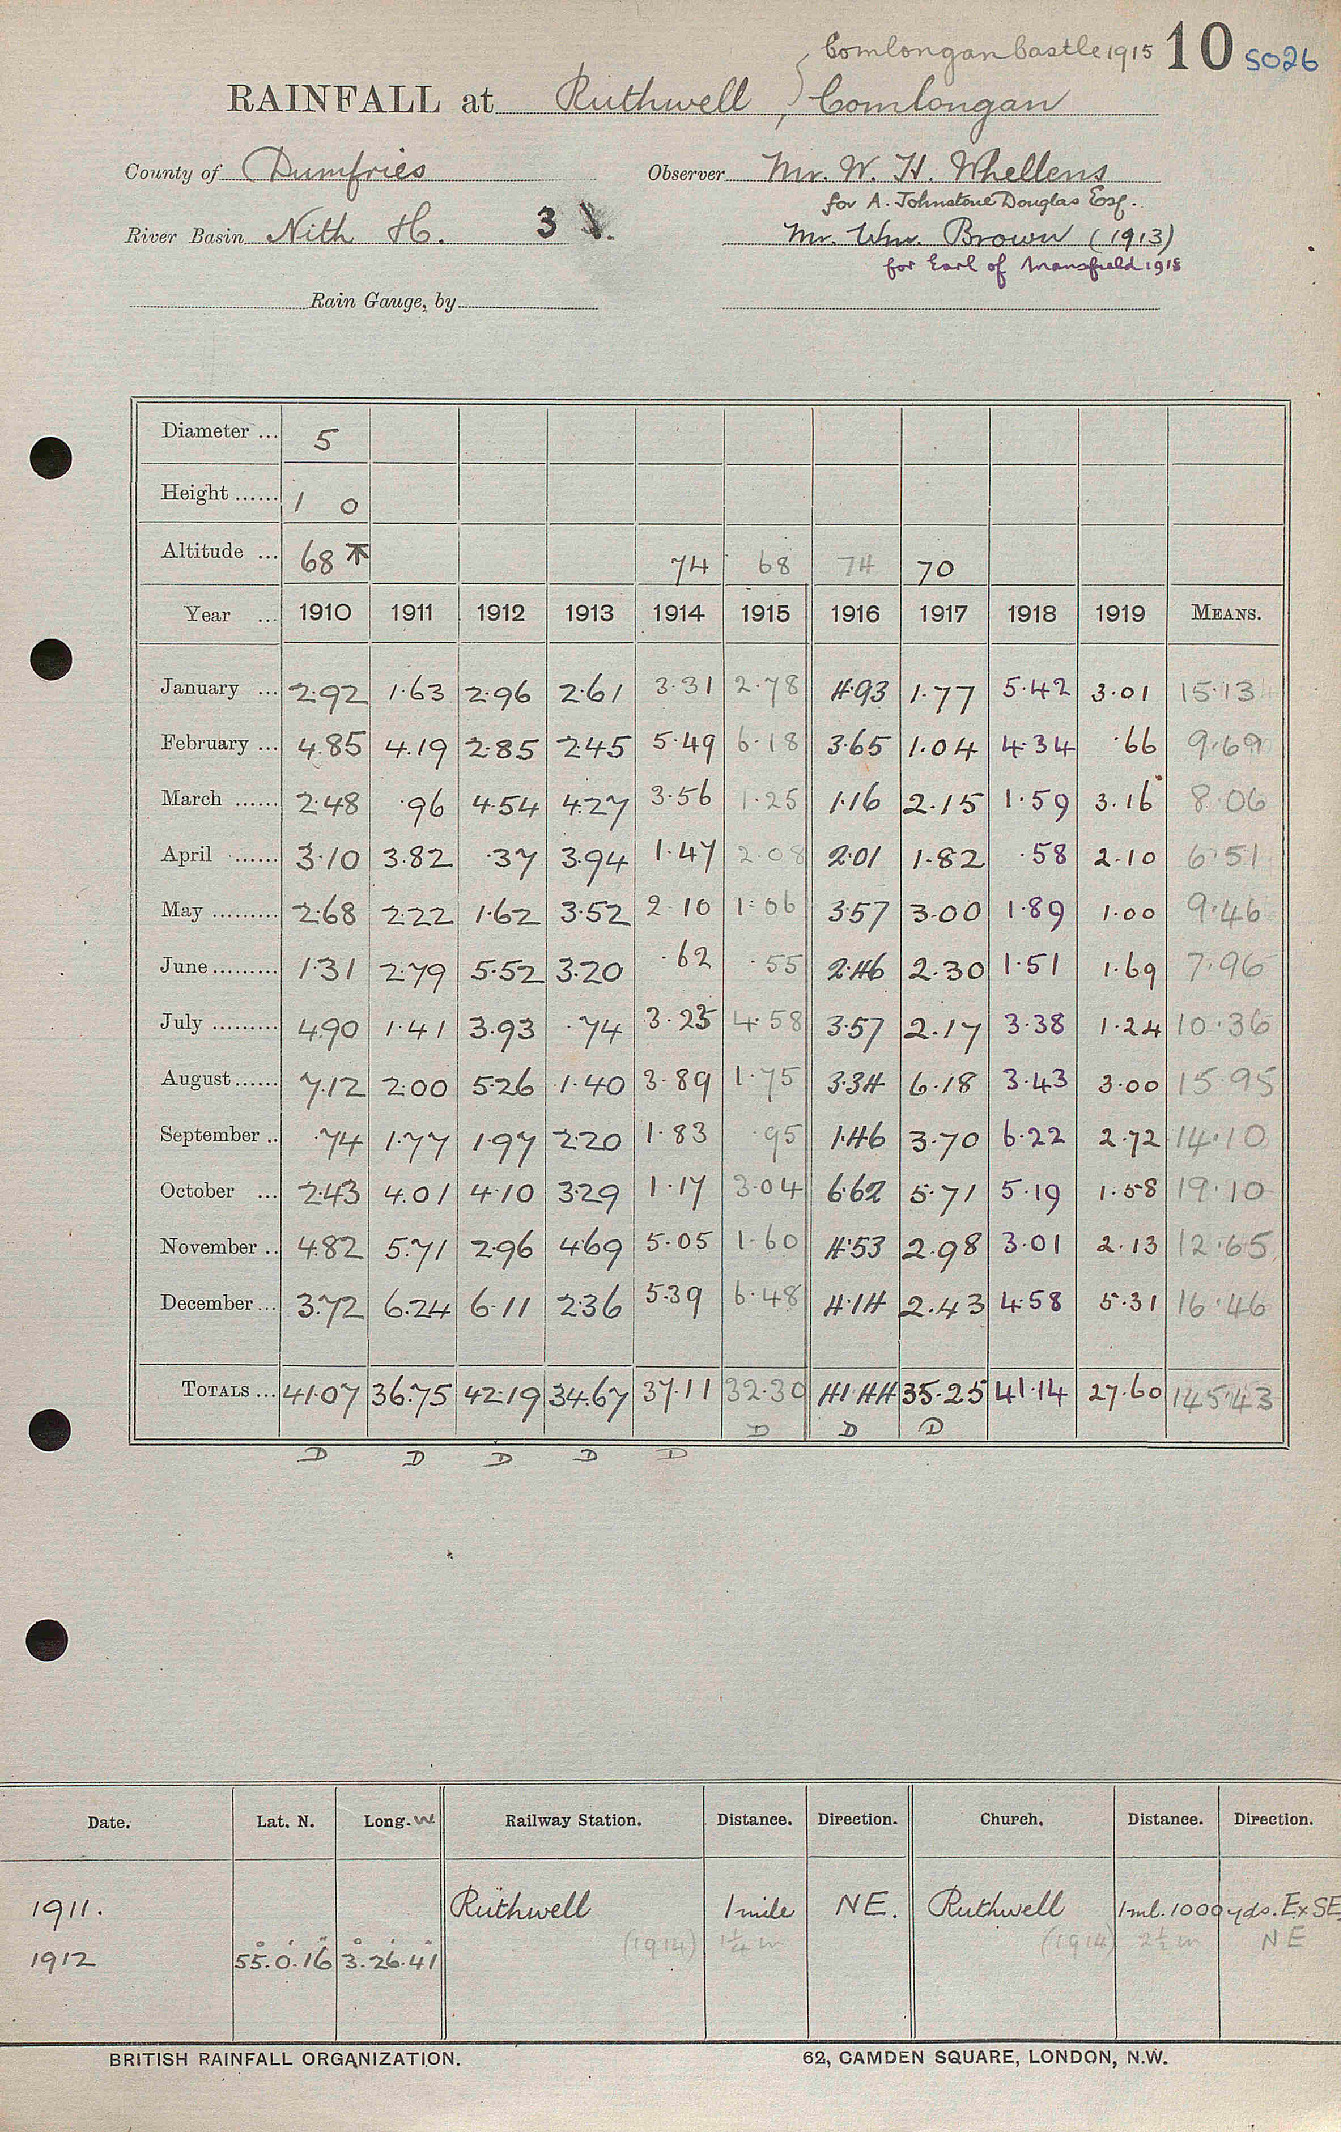 Comlongan Castle 1915 10 5026
RAINFALL at Ruthwell, Comlongan
County of Dumfries Observer Mr. W. H. Whellens
for A. Johnstone Douglas Esq.
River Basin Nith H. 3 Mr. Wm. Brown (1913)
for Earl of Mansfield 1918
Rain Gauge, by
Diameter ... 5
Height ...... 1 0
Altitude ... 68 74 68 74 70
Year ... 1910 1911 1912 1913 1914 1915 1916 1917 1918 1919 MEANS.
January ... 2.92 1.63 2.96 2.61 3.31 2.78 4.93 1.77 5.42 3.01 15.13
February ... 4.85 4.19 2.85 2.45 5.49 6.18 3.65 1.04 4.34 .66 9.69
March ...... 2.48 .96 4.54 4.27 3.56 1.25 1.16 2.15 1.59 3.16 8.06
April ...... 3.10 3.82 .37 3.94 1.47 2.08 2.01 1.82 .58 2.10 6.51
May ......... 2.68 2.22 1.62 3.52 2.10 1.06 3.57 3.00 1.89 1.00 9.46
June ......... 1.31 2.79 5.52 3.20 .62 .55 2.46 2.30 1.51 1.69 7.96
July ......... 4.90 1.41 3.93 .74 3.23 4.58 3.57 2.17 3.38 1.24 10.36
August ...... 7.12 2.00 5.26 1.40 3.89 1.75 3.34 6.18 3.43 3.00 15.95
September .. .74 1.77 1.97 2.20 1.83 .95 1.46 3.70 6.22 2.72 14.10
October ... 2.43 4.01 4.10 3.29 1.17 3.04 6.62 5.71 5.19 1.58 19.10
November .. 4.82 5.71 2.96 4.69 5.05 1.60 4.53 2.98 3.01 2.13 12.65
December ... 3.72 6.24 6.11 2.36 5.39 6.48 4.14 2.43 4.58 5.31 16.46
TOTALS ... 41.07 36.75 42.19 34.67 37.11 32.30 41.44 35.25 41.14 27.60 145.43
D D D
D D D D D
Date. Lat. N. Long. W Railway Station. Distance. Direction. Church. Distance. Direction.
1911. Ruthwell 1 mile NE. Ruthwell 1 ml. 1000 yds. E x SE
(1914) 1¼ m (1914) 2½ m NE
1912 55°.0'.16" 3°.26'.41
BRITISH RAINFALL ORGANIZATION. 62, CAMDEN SQUARE, LONDON, N.W.